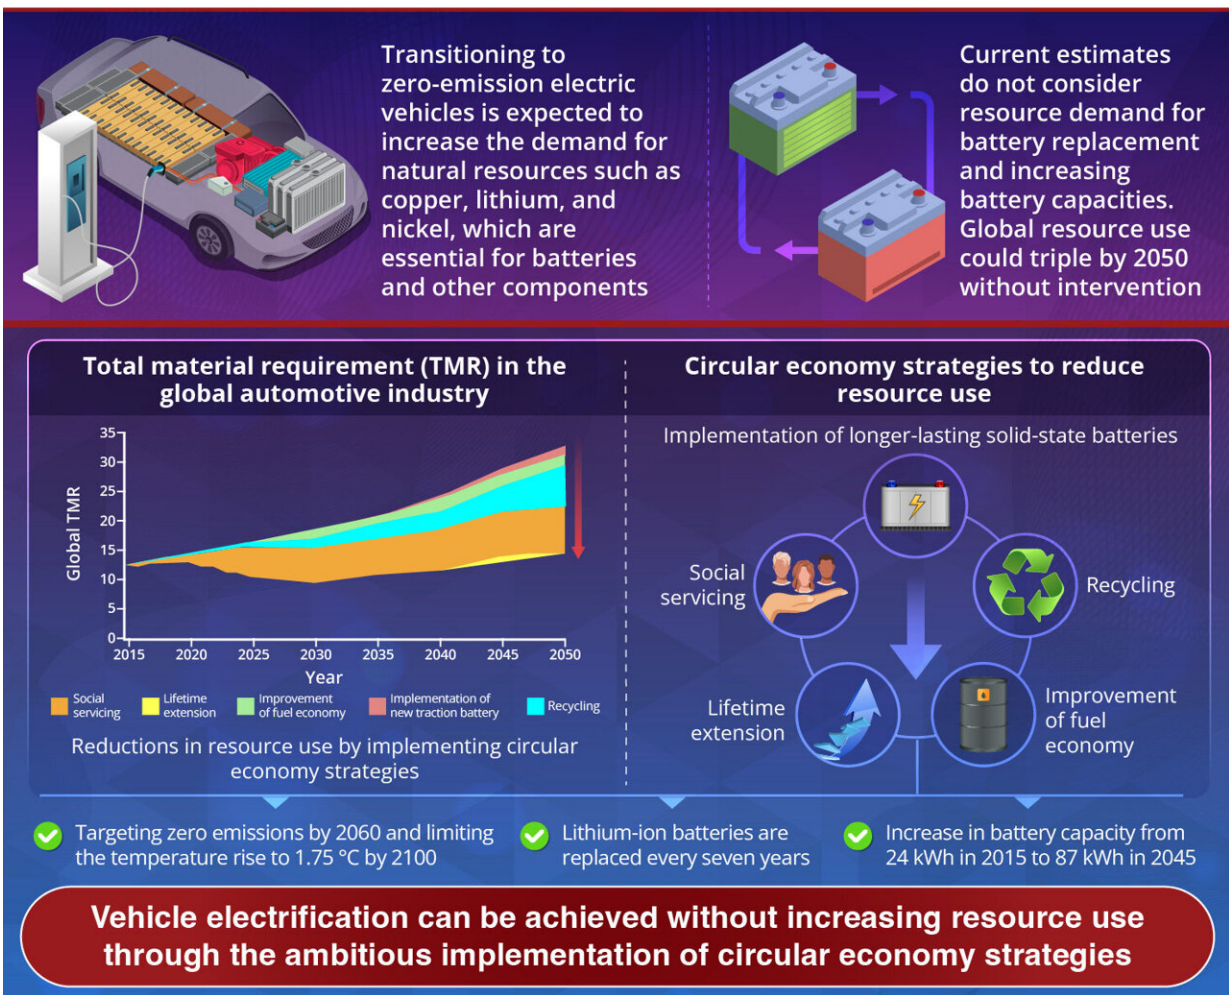 Transitioning to
zero-emission electric
vehicles is expected to
increase the demand for
natural resources such as
copper, lithium, and
nickel, which are
essential for batteries
and other components
Current estimates
do not consider
resource demand for
battery replacement
and increasing
battery capacities.
Global resource use
could triple by 2050
without intervention
Total material requirement (TMR) in the
global automotive industry
Global TMR
35
30
25
20
15
10
5
0
2015 2020 2025 2030 2035 2040 2045 2050
Year
Social
servicing
Lifetime
extension
Improvement
of fuel economy
Implementation of
new traction battery
Recycling
Reductions in resource use by implementing circular
economy strategies
Circular economy strategies to reduce
resource use
Implementation of longer-lasting solid-state batteries
Social
servicing
Recycling
Lifetime
extension
Improvement
of fuel
economy
Targeting zero emissions by 2060 and limiting
the temperature rise to 1.75 °C by 2100
Lithium-ion batteries are
replaced every seven years
Increase in battery capacity from
24 kWh in 2015 to 87 kWh in 2045
Vehicle electrification can be achieved without increasing resource use
through the ambitious implementation of circular economy strategies